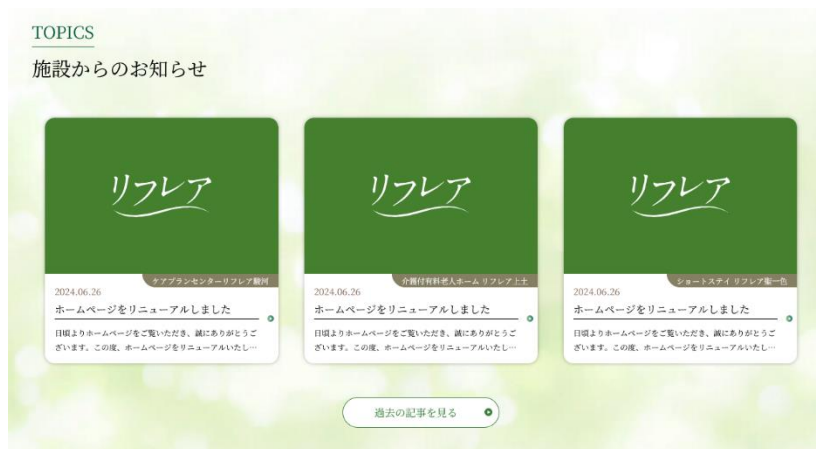 TOPICS
施設からのお知らせ
リフレア
ケアプランセンターリフレア駿河
2024.06.26
ホームページをリニューアルしました
日頃よりホームページをご覧いただき、誠にありがとうご
ざいます。この度、ホームページをリニューアルいたし…
リフレア
介護付有料老人ホーム リフレア上土
2024.06.26
ホームページをリニューアルしました
日頃よりホームページをご覧いただき、誠にありがとうご
ざいます。この度、ホームページをリニューアルいたし…
リフレア
ショートステイ リフレア聖一色
2024.06.26
ホームページをリニューアルしました
日頃よりホームページをご覧いただき、誠にありがとうご
ざいます。この度、ホームページをリニューアルいたし…
過去の記事を見る